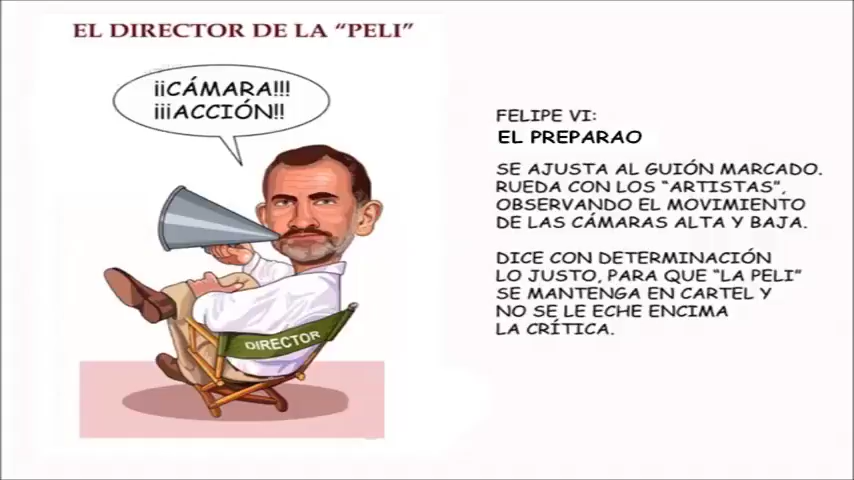 EL DIRECTOR DE LA “PELI”
¡¡CÁMARA!!!
¡¡¡ACCIÓN!!
DIRECTOR
FELIPE VI:
EL PREPARAO
SE AJUSTA AL GUIÓN MARCADO.
RUEDA CON LOS “ARTISTAS”,
OBSERVANDO EL MOVIMIENTO
DE LAS CÁMARAS ALTA Y BAJA.
DICE CON DETERMINACIÓN
LO JUSTO, PARA QUE “LA PELI”
SE MANTENGA EN CARTEL Y
NO SE LE ECHE ENCIMA
LA CRÍTICA.